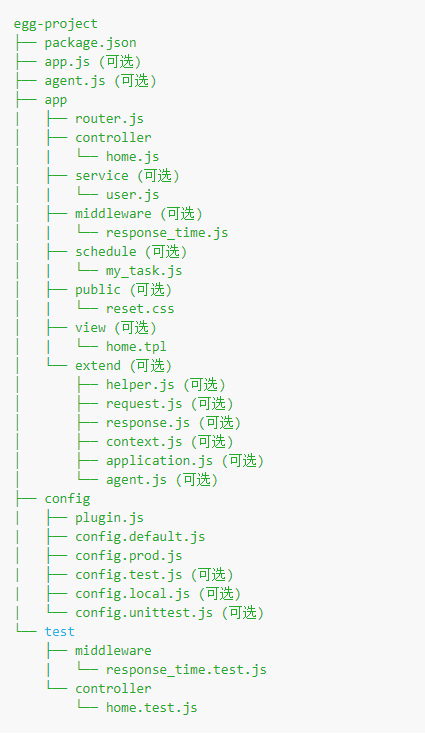 egg-project
├── package.json
├── app.js (可选)
├── agent.js (可选)
├── app
│   ├── router.js
│   ├── controller
│   │   └── home.js
│   ├── service (可选)
│   │   └── user.js
│   ├── middleware (可选)
│   │   └── response_time.js
│   ├── schedule (可选)
│   │   └── my_task.js
│   ├── public (可选)
│   │   └── reset.css
│   ├── view (可选)
│   │   └── home.tpl
│   └── extend (可选)
│       ├── helper.js (可选)
│       ├── request.js (可选)
│       ├── response.js (可选)
│       ├── context.js (可选)
│       ├── application.js (可选)
│       └── agent.js (可选)
├── config
│   ├── plugin.js
│   ├── config.default.js
│   ├── config.prod.js
│   ├── config.test.js (可选)
│   ├── config.local.js (可选)
│   └── config.unittest.js (可选)
└── test
    ├── middleware
    │   └── response_time.test.js
    └── controller
        └── home.test.js